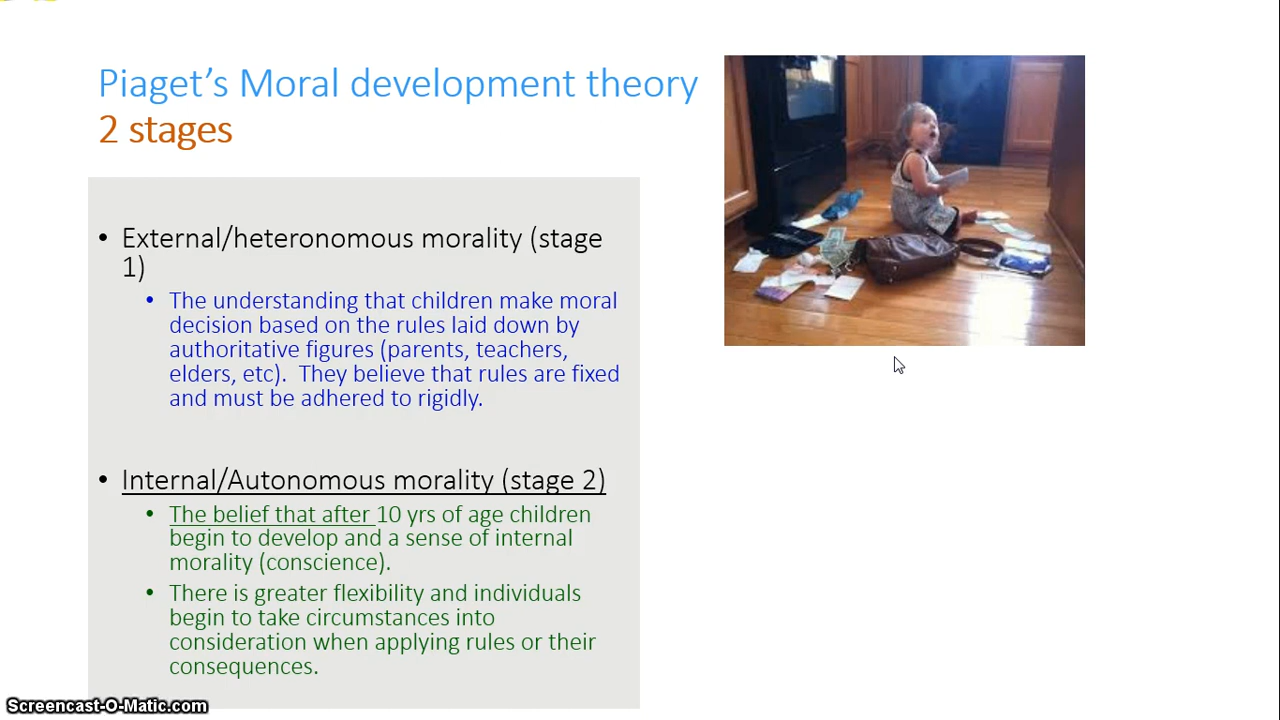 Piaget’s Moral development theory
2 stages
• External/heteronomous morality (stage
1)
• The understanding that children make moral
decision based on the rules laid down by
authoritative figures (parents, teachers,
elders, etc).  They believe that rules are fixed
and must be adhered to rigidly.
• Internal/Autonomous morality (stage 2)
• The belief that after 10 yrs of age children
begin to develop and a sense of internal
morality (conscience).
• There is greater flexibility and individuals
begin to take circumstances into
consideration when applying rules or their
consequences.
Screencast-O-Matic.com